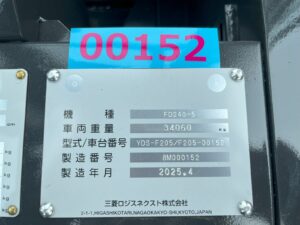 00152
機種 FD240-5
車両重量 34060 kg
型式/車台番号 YDS-F205/F205-00152
製造番号 8M000152
製造年月 2025.4
三菱ロジスネクスト株式会社
2-1-1,HIGASHIKOTARI,NAGAOKAKYO-SHI,KYOTO,JAPAN